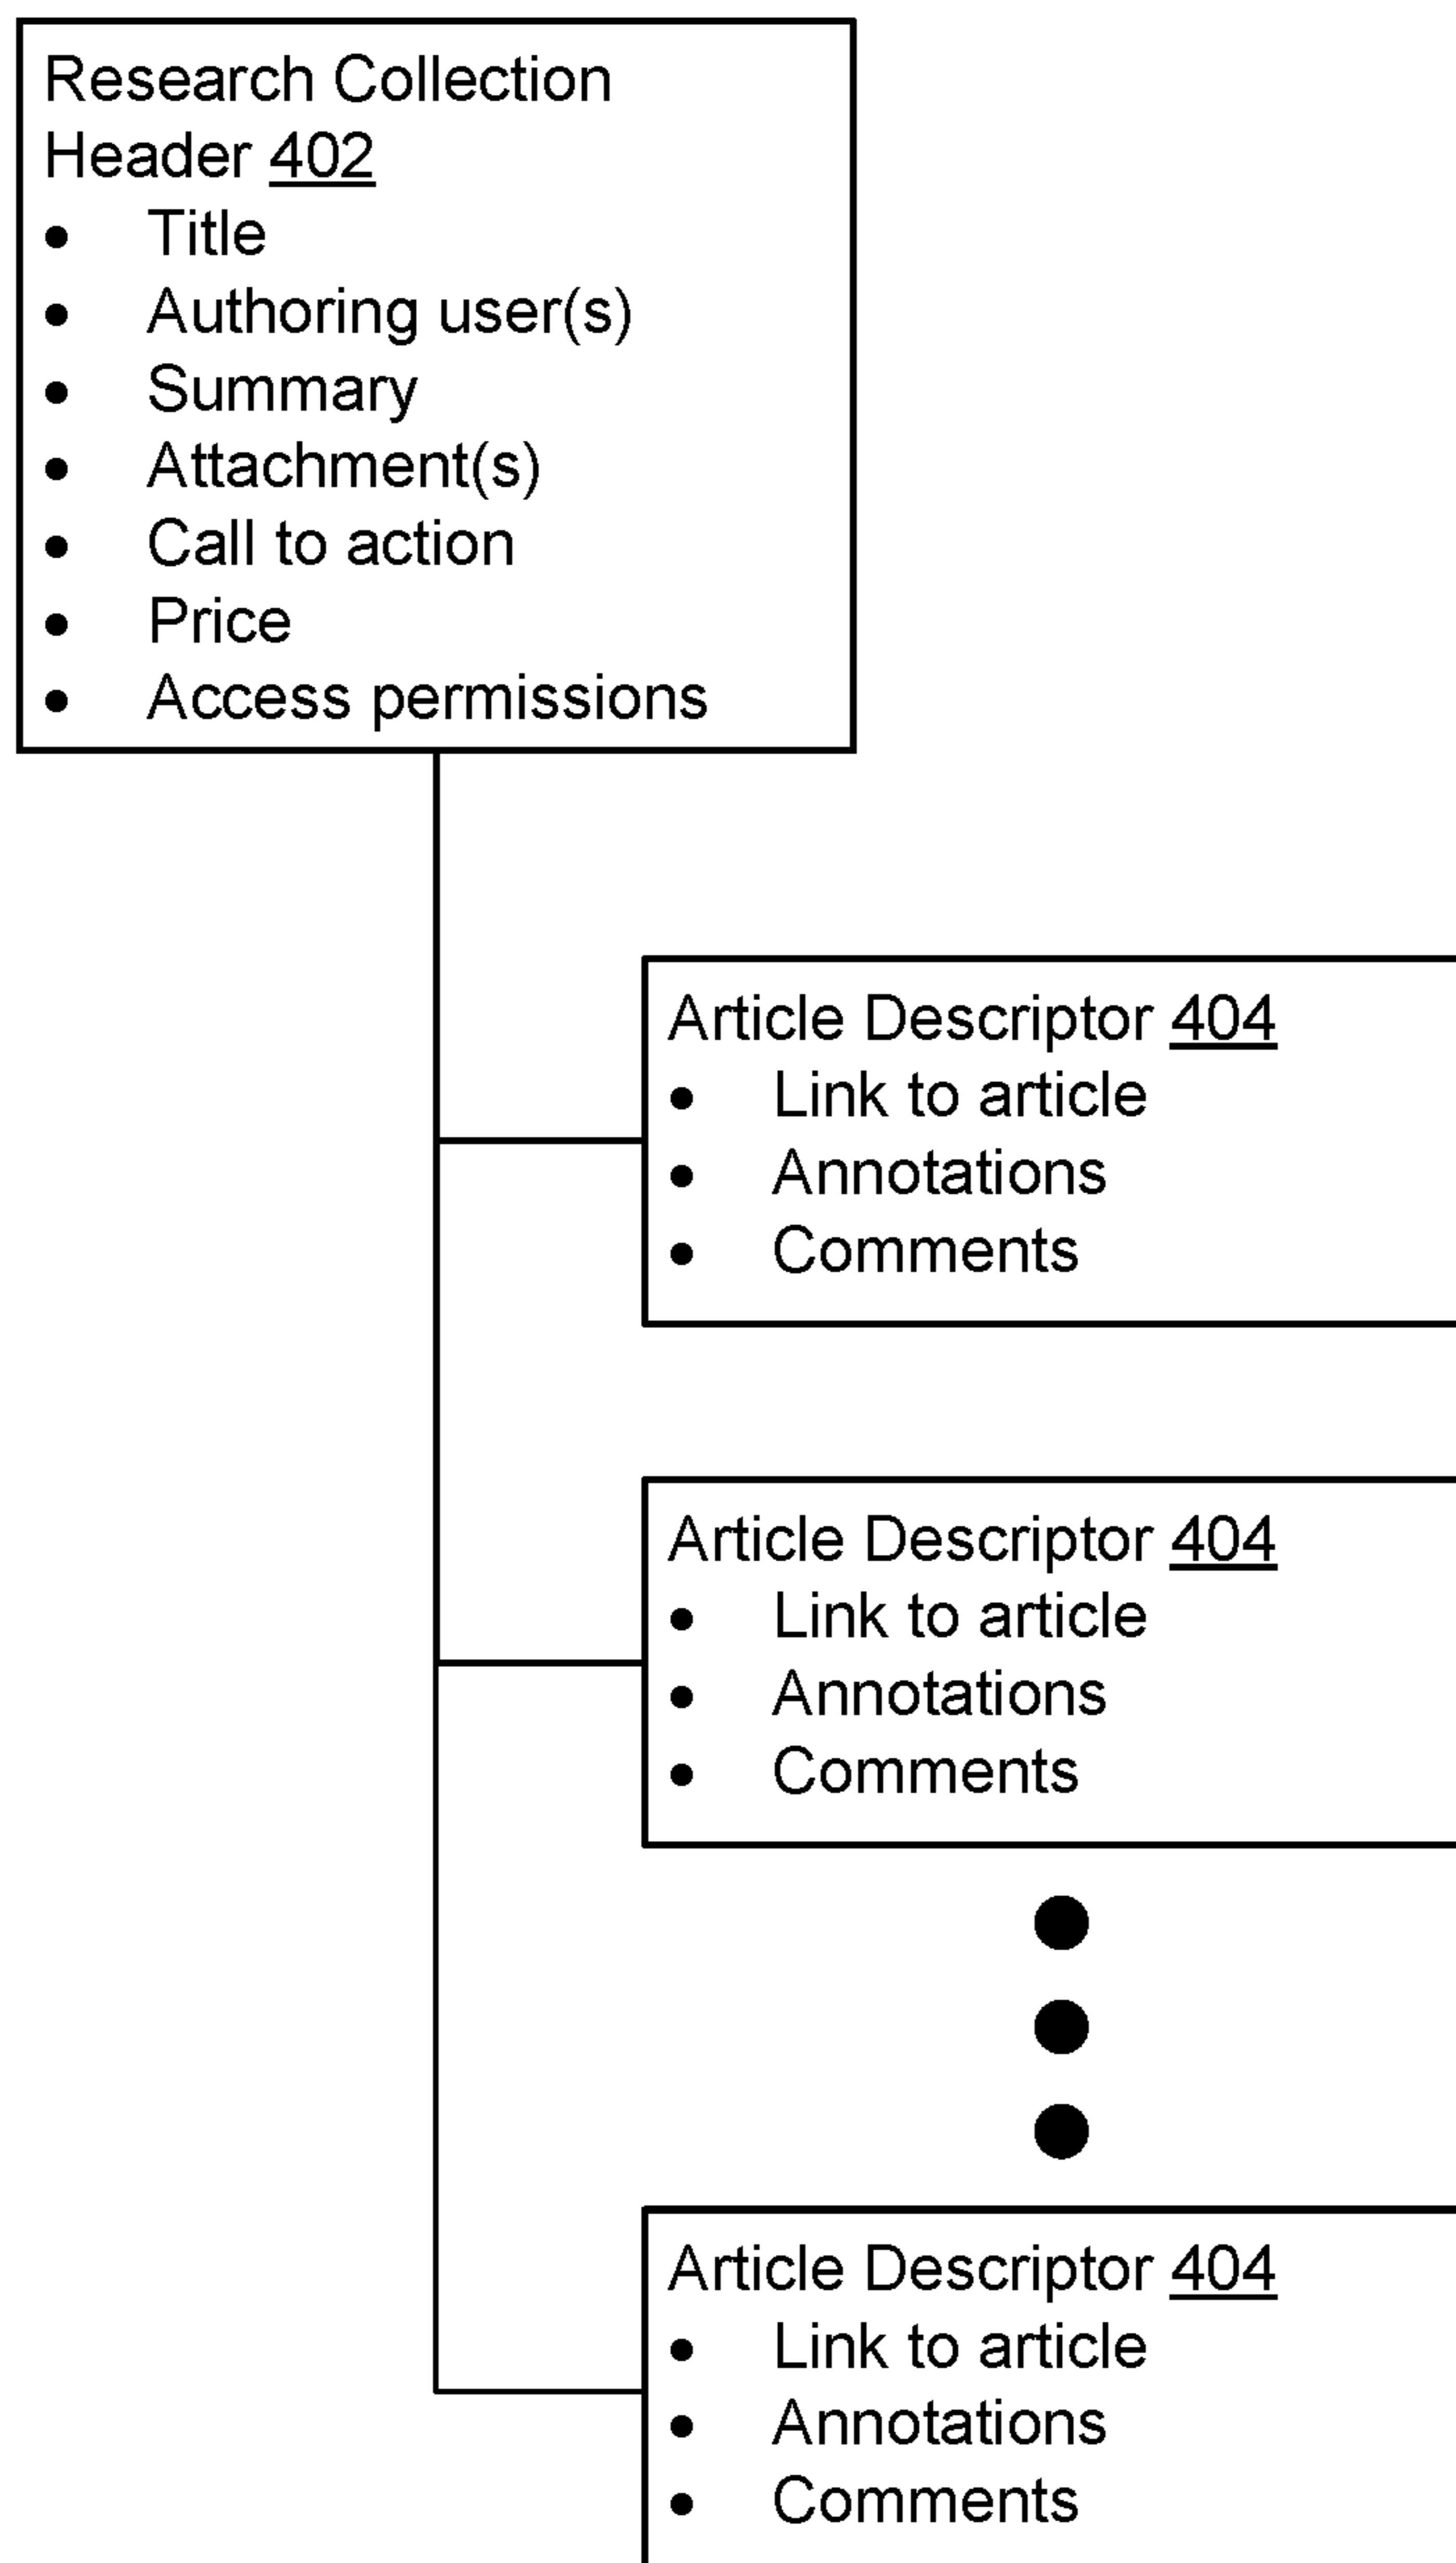 Research Collection
Header 402
• Title
• Authoring user(s)
• Summary
• Attachment(s)
• Call to action
• Price
• Access permissions
Article Descriptor 404
• Link to article
• Annotations
• Comments
Article Descriptor 404
• Link to article
• Annotations
• Comments
Article Descriptor 404
• Link to article
• Annotations
• Comments